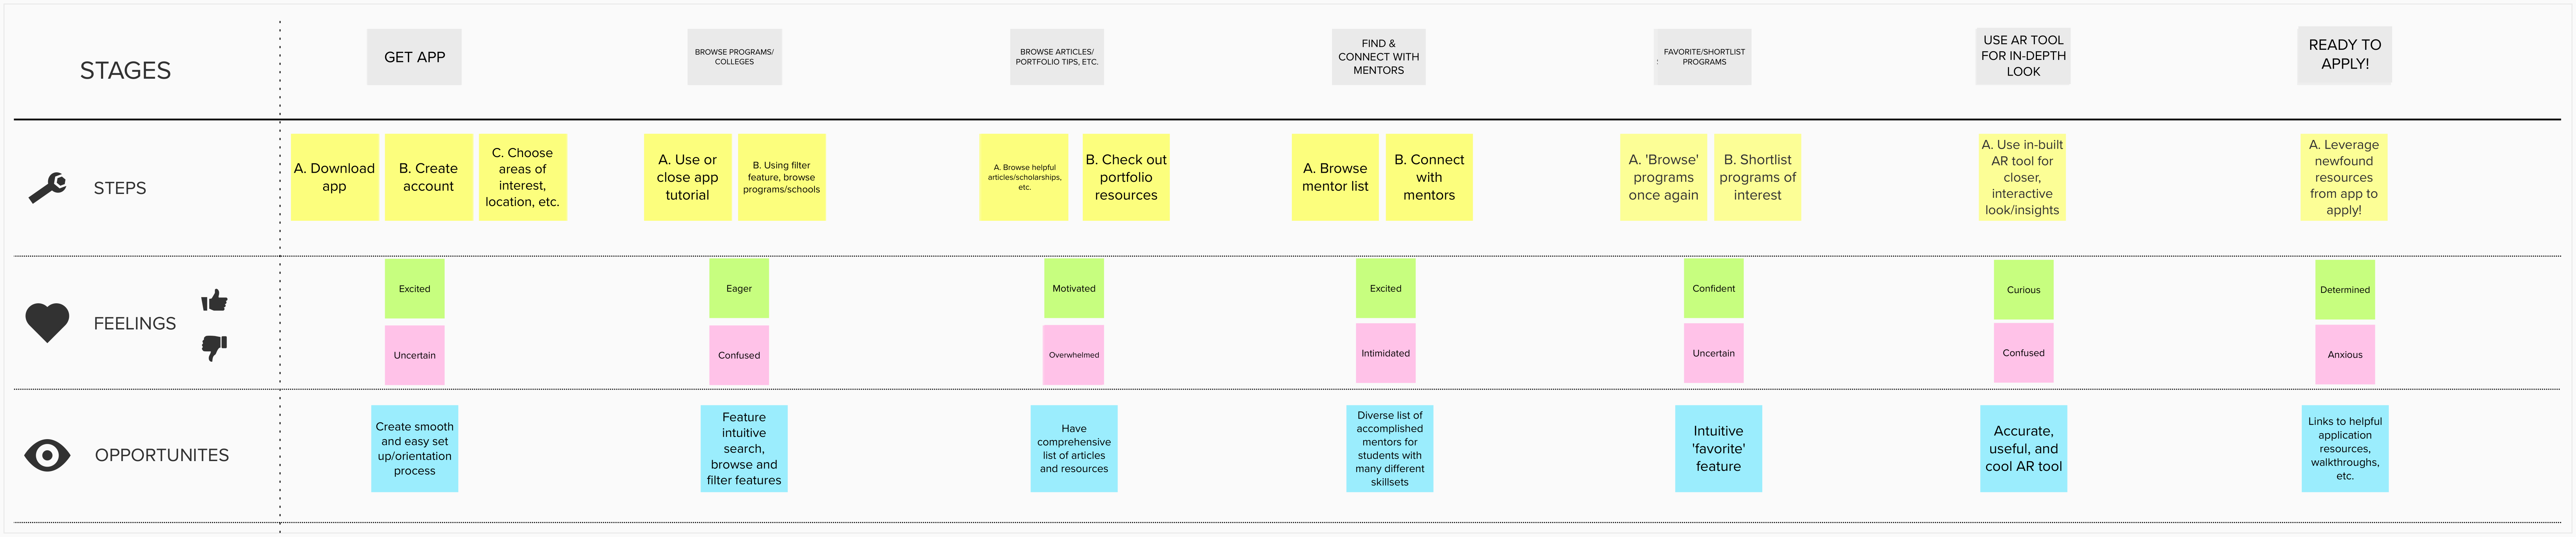 STAGES
GET APP
BROWSE PROGRAMS/
COLLEGES
BROWSE ARTICLES/
PORTFOLIO TIPS, ETC.
FIND &
CONNECT WITH
MENTORS
FAVORITE/SHORTLIST
PROGRAMS
USE AR TOOL
FOR IN-DEPTH
LOOK
READY TO
APPLY!
STEPS
A. Download
app
B. Create
account
C. Choose
areas of
interest,
location, etc.
A. Use or
close app
tutorial
B. Using filter
feature, browse
programs/schools
A. Browse helpful
articles/scholarships,
etc.
B. Check out
portfolio
resources
A. Browse
mentor list
B. Connect
with
mentors
A. 'Browse'
programs
once again
B. Shortlist
programs of
interest
A. Use in-built
AR tool for
closer,
interactive
look/insights
A. Leverage
newfound
resources
from app to
apply!
FEELINGS
Excited
Eager
Motivated
Excited
Confident
Curious
Determined
Uncertain
Confused
Overwhelmed
Intimidated
Uncertain
Confused
Anxious
OPPORTUNITES
Create smooth
and easy set
up/orientation
process
Feature
intuitive
search,
browse and
filter features
Have
comprehensive
list of articles
and resources
Diverse list of
accomplished
mentors for
students with
many different
skillsets
Intuitive
'favorite'
feature
Accurate,
useful, and
cool AR tool
Links to helpful
application
resources,
walkthroughs,
etc.